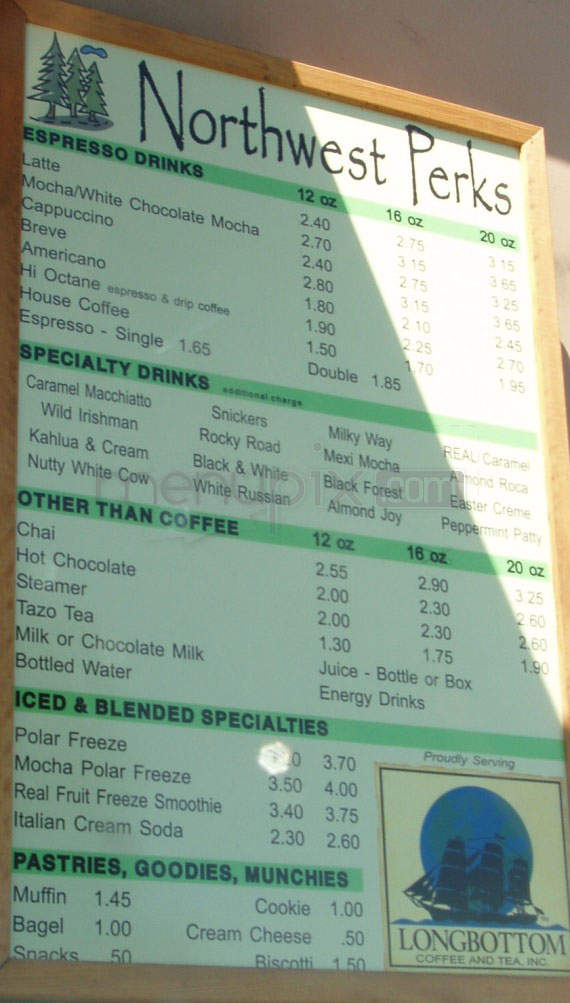 Northwest Perks
ESPRESSO DRINKS 12 oz 16 oz 20 oz
Latte 2.40 2.75 3.15
Mocha/White Chocolate Mocha 2.70 3.15 3.65
Cappuccino 2.40 2.75 3.25
Breve 2.80 3.15 3.65
Americano 1.80 2.10 2.45
Hi Octane espresso & drip coffee 1.90 2.25 2.70
House Coffee 1.50 1.70 1.95
Espresso - Single 1.65 Double 1.85
SPECIALTY DRINKS additional charge
Caramel Macchiatto Snickers Milky Way REAL Caramel
Wild Irishman Rocky Road Mexi Mocha Roca
Kahlua & Cream Black & White Black Forest Easter Creme
Nutty White Cow White Russian Almond Joy Peppermint Patty
menupix.com
OTHER THAN COFFEE 12 oz 16 oz 20 oz
Chai 2.55 2.90 3.25
Hot Chocolate 2.00 2.30 2.60
Steamer 2.00 2.30 2.60
Tazo Tea 1.30 1.75 1.90
Milk or Chocolate Milk Juice - Bottle or Box
Bottled Water Energy Drinks
ICED & BLENDED SPECIALTIES
Polar Freeze 3.70
Mocha Polar Freeze 3.50 4.00
Real Fruit Freeze Smoothie 3.40 3.75
Italian Cream Soda 2.30 2.60
PASTRIES, GOODIES, MUNCHIES
Muffin 1.45 Cookie 1.00
Bagel 1.00 Cream Cheese .50
Snacks .50 Biscotti 1.50
Proudly Serving
LONGBOTTOM
COFFEE AND TEA, INC.